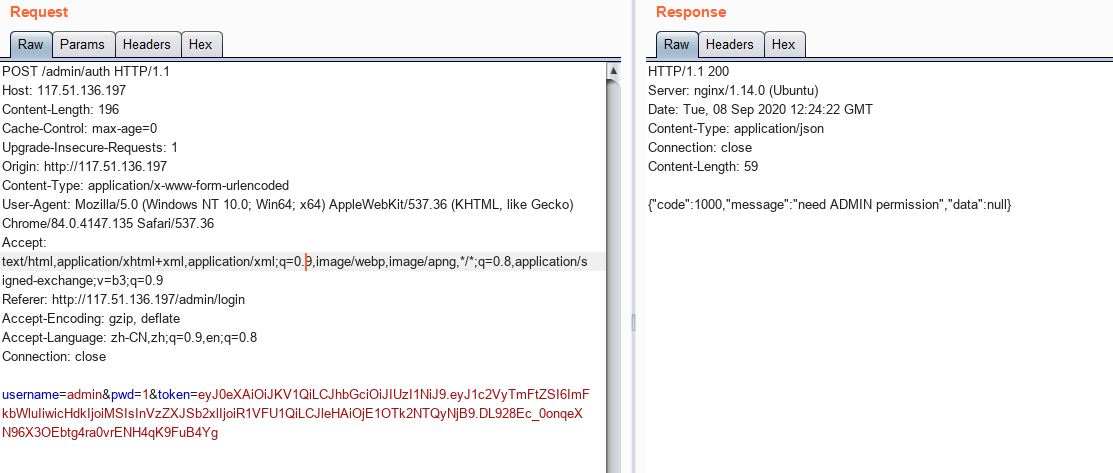 Request
Raw Params Headers Hex
POST /admin/auth HTTP/1.1
Host: 117.51.136.197
Content-Length: 196
Cache-Control: max-age=0
Upgrade-Insecure-Requests: 1
Origin: http://117.51.136.197
Content-Type: application/x-www-form-urlencoded
User-Agent: Mozilla/5.0 (Windows NT 10.0; Win64; x64) AppleWebKit/537.36 (KHTML, like Gecko)
Chrome/84.0.4147.135 Safari/537.36
Accept:
text/html,application/xhtml+xml,application/xml;q=0.9,image/webp,image/apng,*/*;q=0.8,application/s
igned-exchange;v=b3;q=0.9
Referer: http://117.51.136.197/admin/login
Accept-Encoding: gzip, deflate
Accept-Language: zh-CN,zh;q=0.9,en;q=0.8
Connection: close
username=admin&pwd=1&token=eyJ0eXAiOiJKV1QiLCJhbGciOiJIUzI1NiJ9.eyJ1c2VyTmFtZSI6ImF
kbWluIiwicHdkIjoiMSIsInVzZXJSb2xlIjoiR1VFU1QiLCJleHAiOjE1OTk2NTQyNjB9.DL928Ec_0onqeX
N96X3OEbtg4ra0vrENH4qK9FuB4Yg
Response
Raw Headers Hex
HTTP/1.1 200
Server: nginx/1.14.0 (Ubuntu)
Date: Tue, 08 Sep 2020 12:24:22 GMT
Content-Type: application/json
Connection: close
Content-Length: 59
{"code":1000,"message":"need ADMIN permission","data":null}